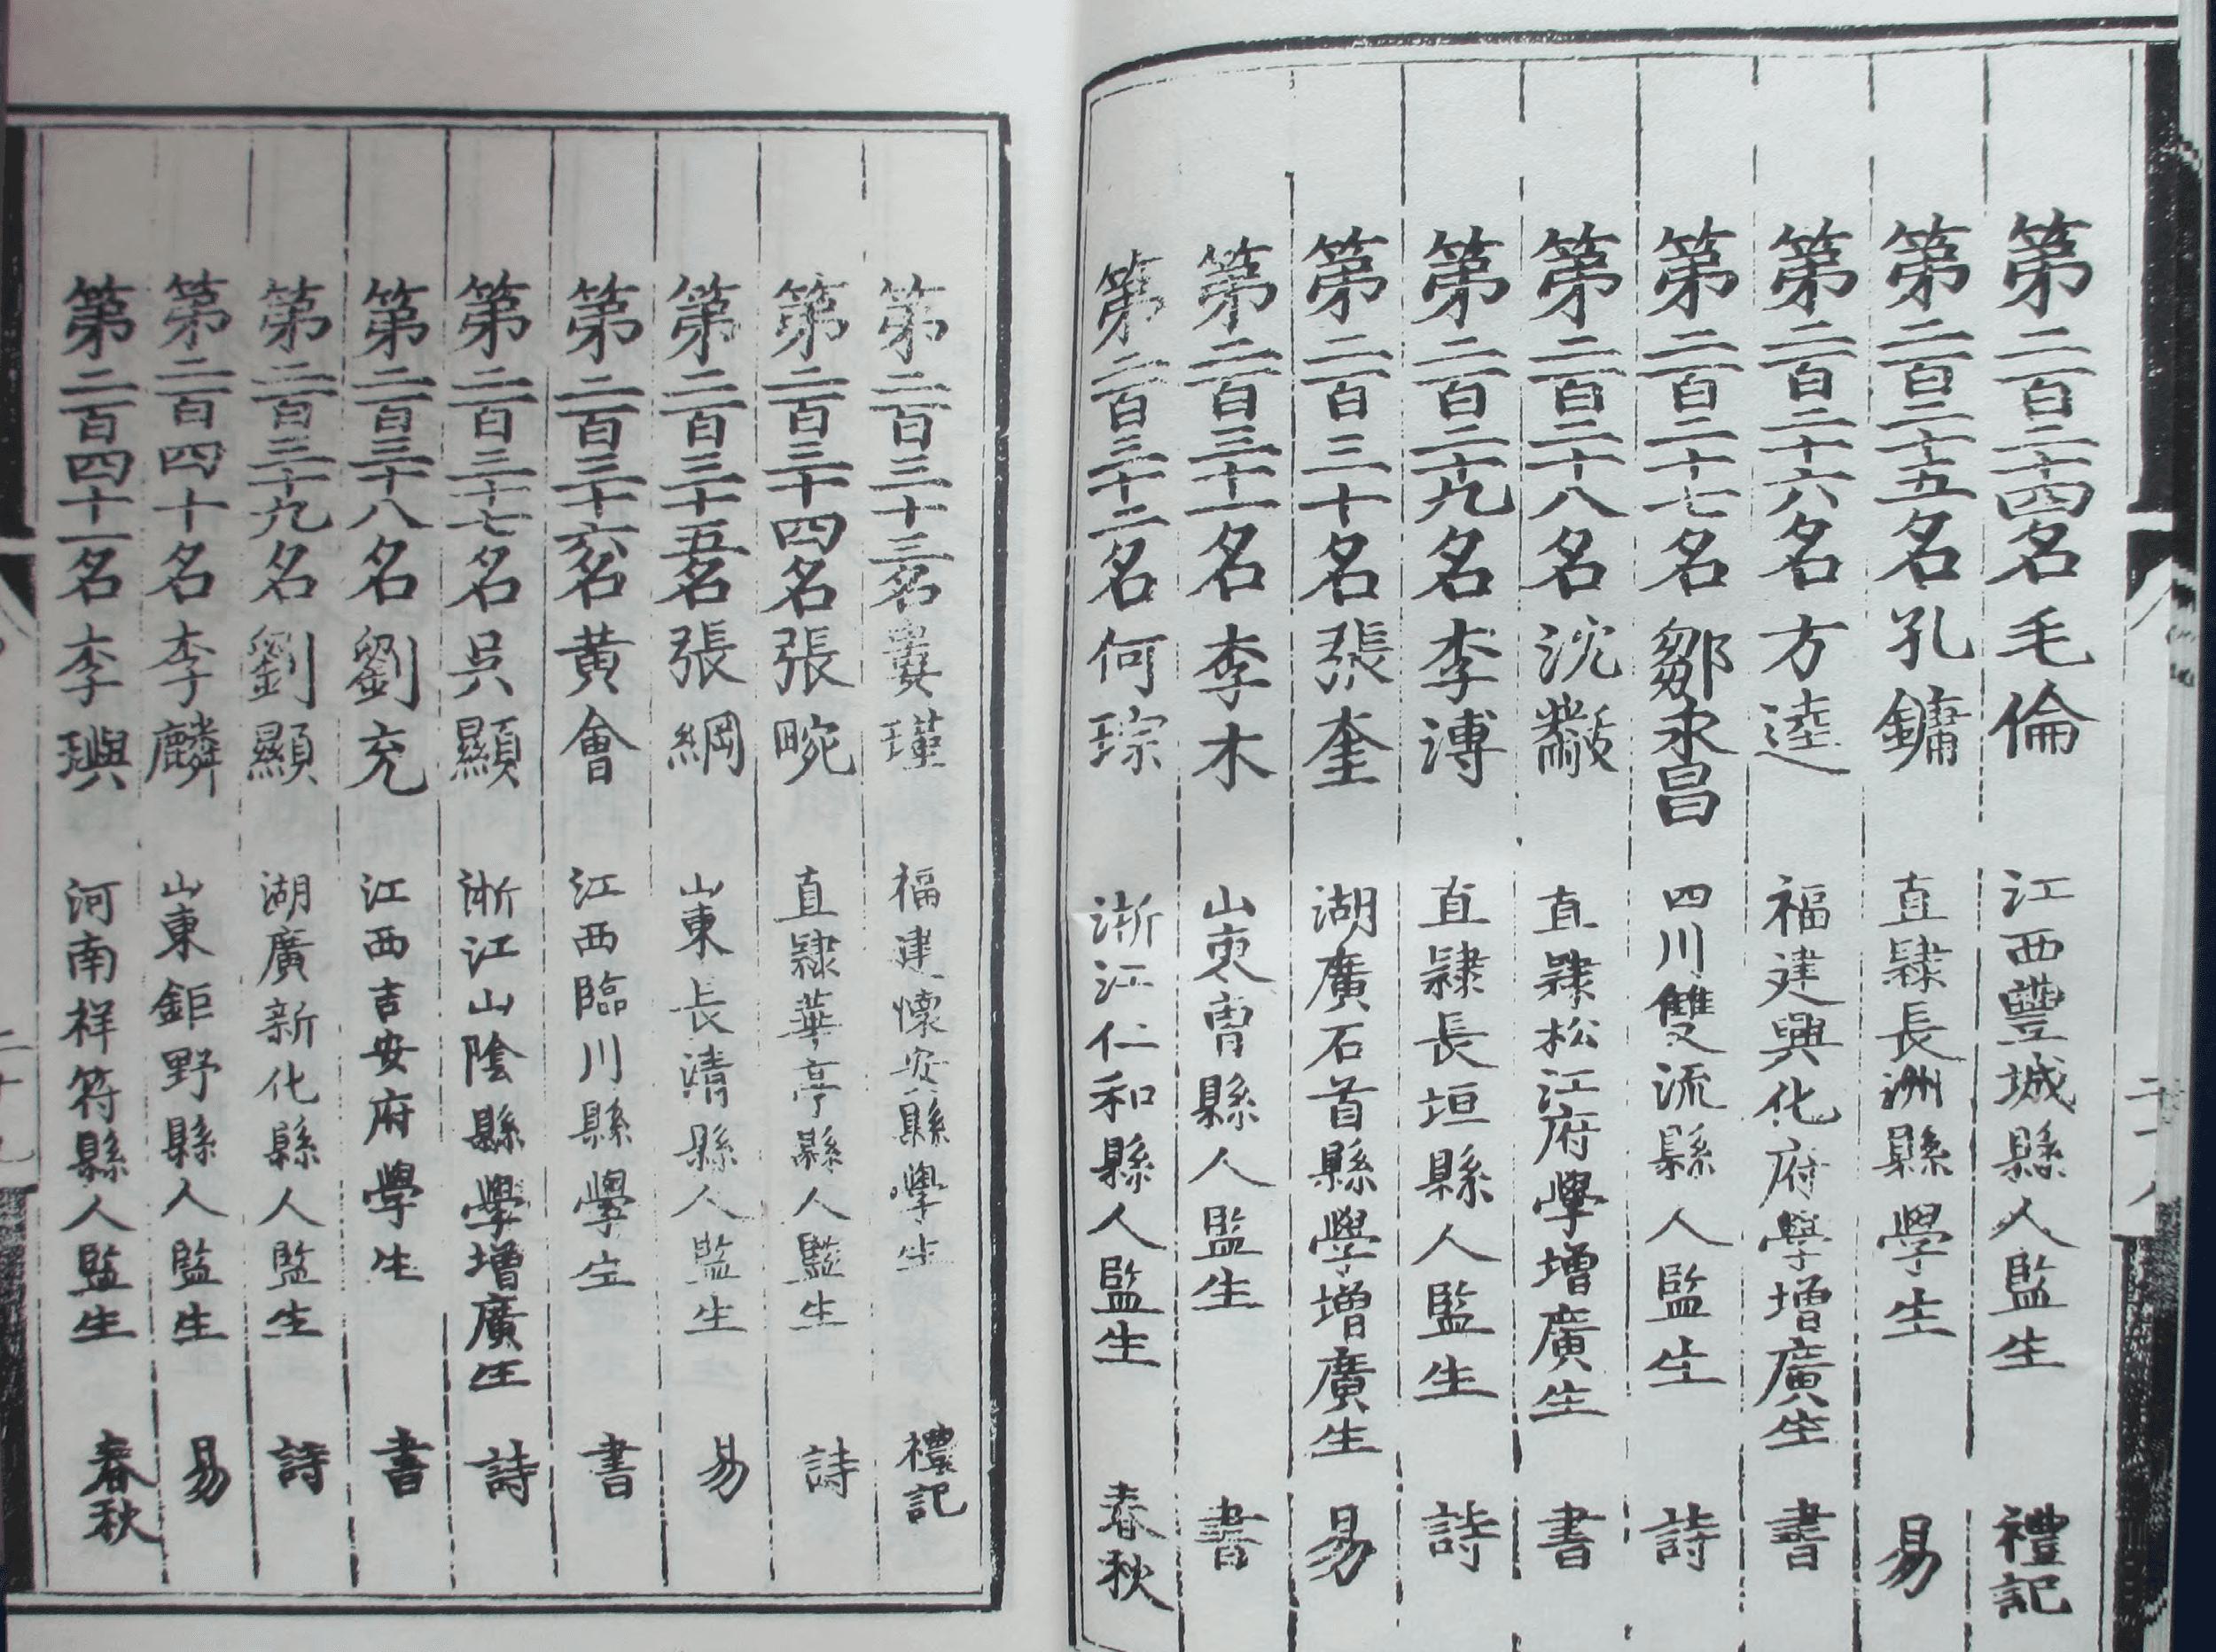 第二百二十四名毛倫 江西豐城縣人監生 禮記
第二百二十五名孔鏞 直隸長洲縣學生 易
第二百二十六名方逵 福建興化府學增廣生 書
第二百二十七名鄒永昌 四川雙流縣人監生 詩
第二百二十八名沈黻 直隸松江府學增廣生 書
第二百二十九名李溥 直隸長垣縣人監生 詩
第二百三十名張奎 湖廣石首縣學增廣生 易
第二百三十一名李木 山東縣人監生 書
第二百三十二名何琮 浙江仁和縣人監生 春秋
第二百三十三名瑾 福建懷安縣學生 禮記
第二百三十四名張畹 直隸華亭縣人監生 詩
第二百三十五名張綱 山東長清縣人監生 易
第二百三十六名黃會 江西臨川縣學生 書
第二百三十七名吳顯 浙江山陰縣學增廣生 詩
第二百三十八名劉充 江西吉安府學生 書
第二百三十九名劉顯 湖廣新化縣人監生 詩
第二百四十名李麟 山東鉅野縣人監生 易
第二百四十一名李璵 河南祥符縣人監生 春秋